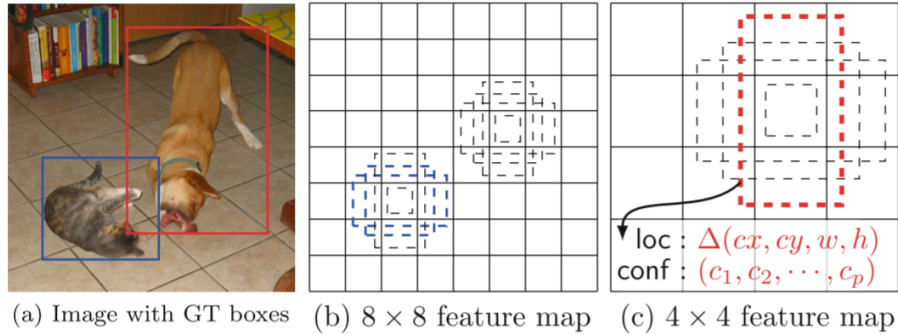 loc : Δ(cx, cy, w, h)
conf : (c₁, c₂, ⋯, cₚ)
(a) Image with GT boxes
(b) 8 × 8 feature map
(c) 4 × 4 feature map